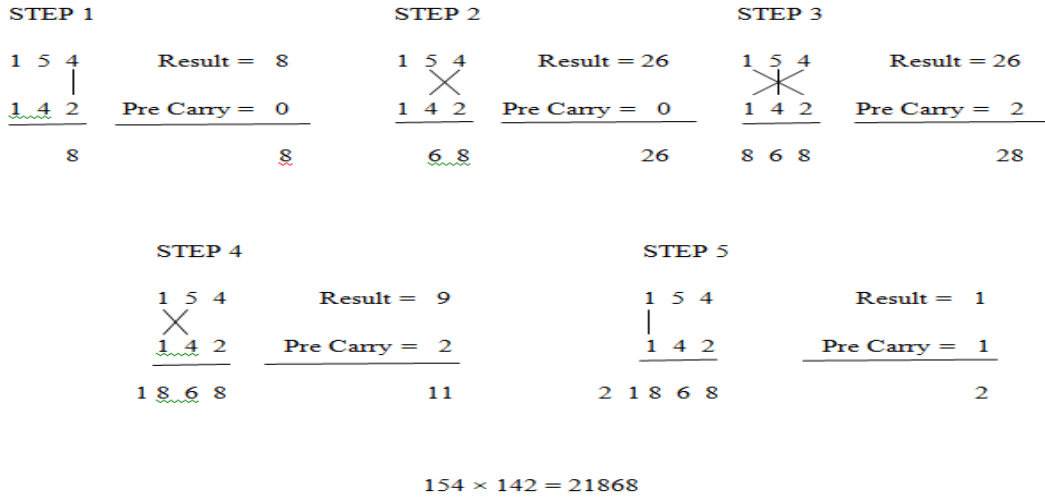 STEP 1 STEP 2 STEP 3
1 5 4 Result = 8 1 5 4 Result = 26 1 5 4 Result = 26
1 4 2 Pre Carry = 0 1 4 2 Pre Carry = 0 1 4 2 Pre Carry = 2
8 8 6 8 26 8 6 8 28
STEP 4 STEP 5
1 5 4 Result = 9 1 5 4 Result = 1
1 4 2 Pre Carry = 2 1 4 2 Pre Carry = 1
1 8 6 8 11 2 1 8 6 8 2
154 × 142 = 21868